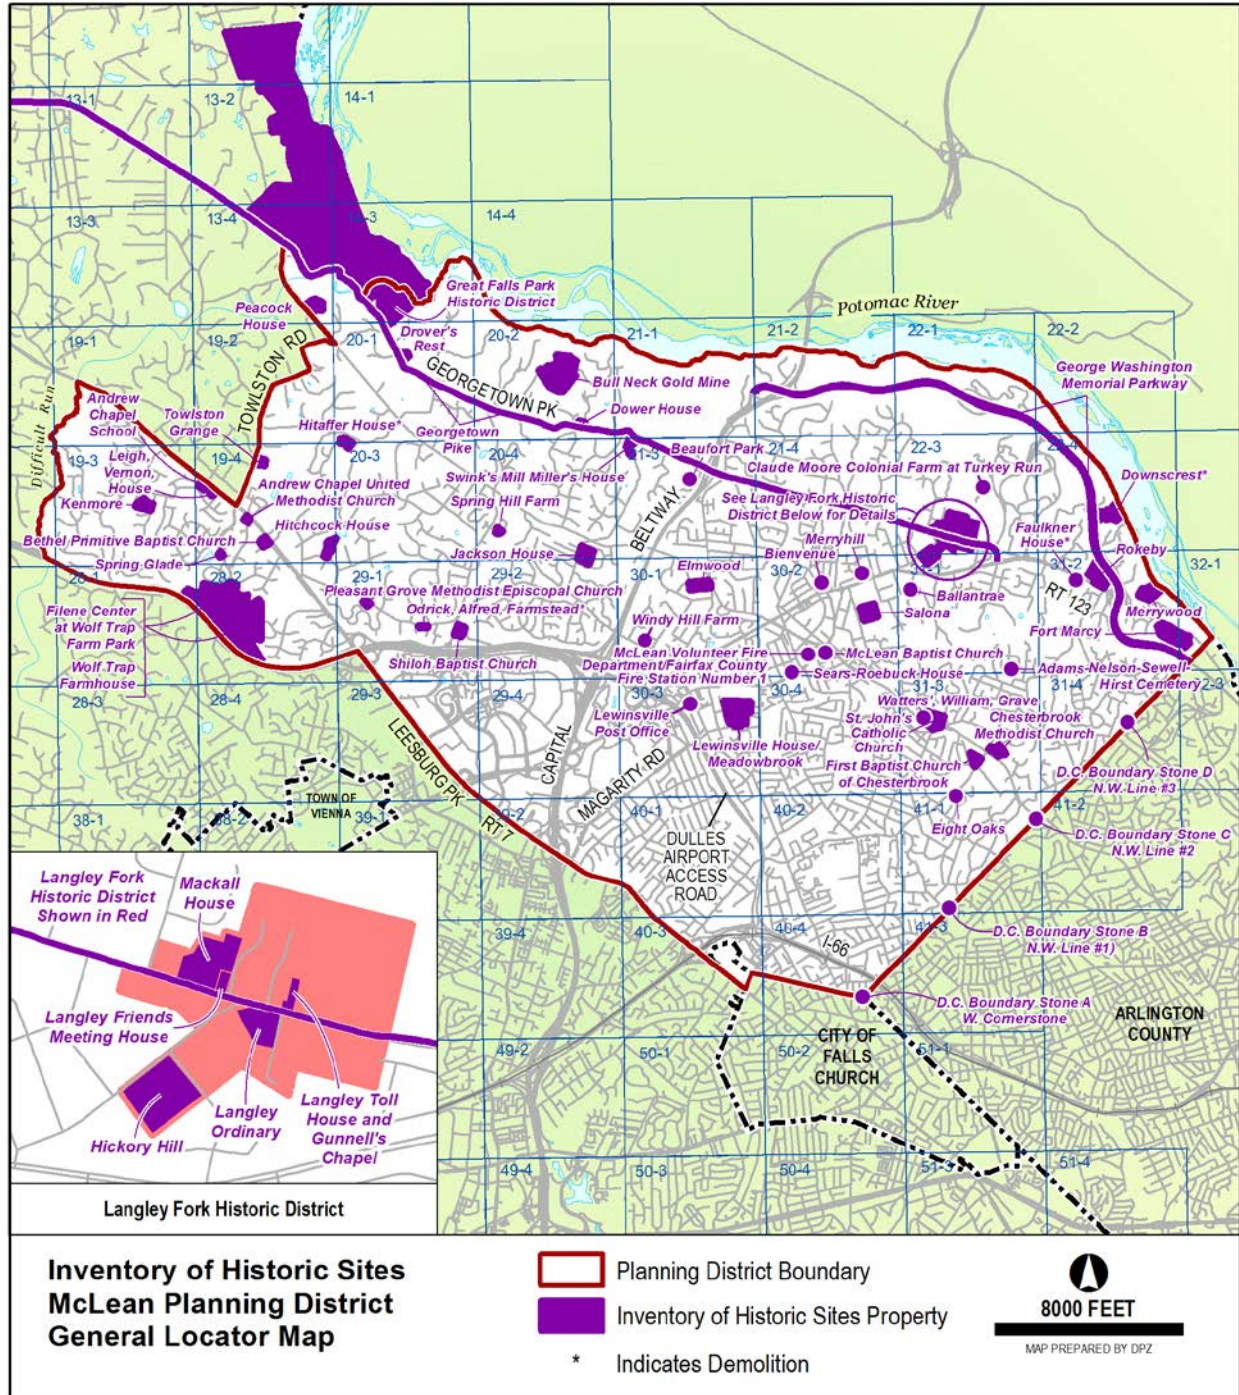 13-1
13-2
14-1
13-3
13-4
14-3
14-4
Potomac River
Great Falls Park
Historic District
Peacock
House
Drover's
Rest
19-1
19-2
20-1
20-2
21-1
21-2
22-1
22-2
TOWLSTON RD
GEORGETOWN PK
Bull Neck Gold Mine
George Washington
Memorial Parkway
Difficult Run
Andrew
Chapel
School
Towlston
Grange
Hitaffer House*
Georgetown
Pike
Dower House
19-3
19-4
20-3
20-4
21-3
21-4
22-3
22-4
Beaufort Park
Leigh,
Vernon,
House
Swink's Mill Miller's House
Claude Moore Colonial Farm at Turkey Run
Downscrest*
Kenmore
Andrew Chapel United
Methodist Church
Spring Hill Farm
BELTWAY
See Langley Fork Historic
District Below for Details
Hitchcock House
Bethel Primitive Baptist Church
Merryhill
Faulkner
House*
Rokeby
Spring Glade
Jackson House
Bienvenue
28-1
28-2
29-1
29-2
30-1
30-2
31-1
31-2
32-1
Elmwood
Pleasant Grove Methodist Episcopal Church
Ballantrae
RT 123
Filene Center
at Wolf Trap
Farm Park
Wolf Trap
Farmhouse
Odrick, Alfred, Farmstead*
Salona
Merrywood
Windy Hill Farm
Fort Marcy
Shiloh Baptist Church
McLean Volunteer Fire
Department/Fairfax County
Fire Station Number 1
McLean Baptist Church
Sears-Roebuck House
Adams-Nelson-Sewell
Hirst Cemetery
28-3
28-4
29-3
29-4
30-3
30-4
31-3
31-4
32-3
Watters', William, Grave
Lewinsville
Post Office
St. John's
Catholic
Church
Chesterbrook
Methodist Church
LEESBURG PK
CAPITAL
MAGARITY RD
Lewinsville House/
Meadowbrook
First Baptist Church
of Chesterbrook
D.C. Boundary Stone D
N.W. Line #3
TOWN OF
VIENNA
38-1
38-2
39-1
39-2
40-1
40-2
41-1
41-2
RT 7
Eight Oaks
D.C. Boundary Stone C
N.W. Line #2
DULLES
AIRPORT
ACCESS
ROAD
39-4
40-3
40-4
41-3
I-66
D.C. Boundary Stone B
N.W. Line #1)
D.C. Boundary Stone A
W. Cornerstone
CITY OF
FALLS
CHURCH
ARLINGTON
COUNTY
49-2
50-1
50-2
51-1
49-4
50-3
50-4
51-3
51-4
Langley Fork
Historic District
Shown in Red
Mackall
House
Langley Friends
Meeting House
Hickory Hill
Langley
Ordinary
Langley Toll
House and
Gunnell's
Chapel
Langley Fork Historic District
Inventory of Historic Sites
McLean Planning District
General Locator Map
Planning District Boundary
Inventory of Historic Sites Property
* Indicates Demolition
8000 FEET
MAP PREPARED BY DPZ